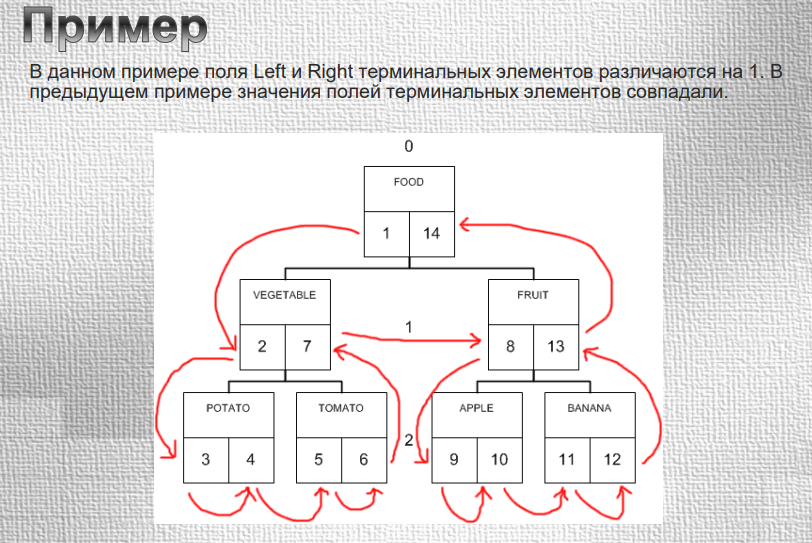 Пример
В данном примере поля Left и Right терминальных элементов различаются на 1. В
предыдущем примере значения полей терминальных элементов совпадали.
0
FOOD
1 14
VEGETABLE FRUIT
1
2 7 8 13
POTATO TOMATO APPLE BANANA
2
3 4 5 6 9 10 11 12